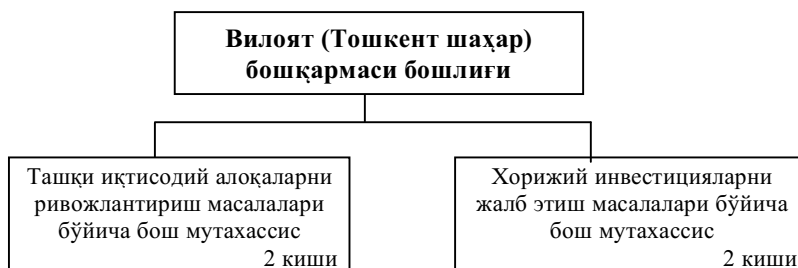 Вилоят (Тошкент шаҳар)
бошқармаси бошлиғи
Ташқи иқтисодий алоқаларни
ривожлантириш масалалари
бўйича бош мутахассис
2 киши
Хорижий инвестицияларни
жалб этиш масалалари бўйича
бош мутахассис
2 киши